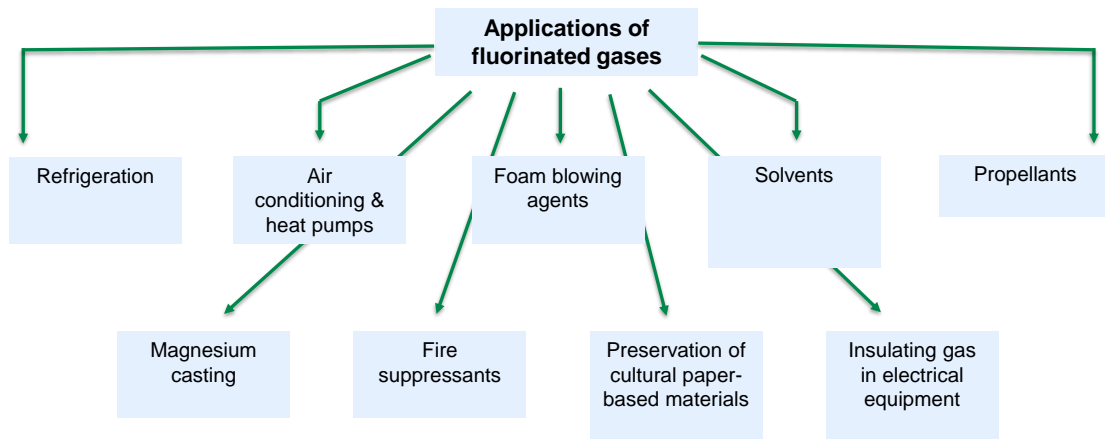 Applications of
fluorinated gases
Refrigeration
Air
conditioning &
heat pumps
Foam blowing
agents
Solvents
Propellants
Magnesium
casting
Fire
suppressants
Preservation of
cultural paper-
based materials
Insulating gas
in electrical
equipment